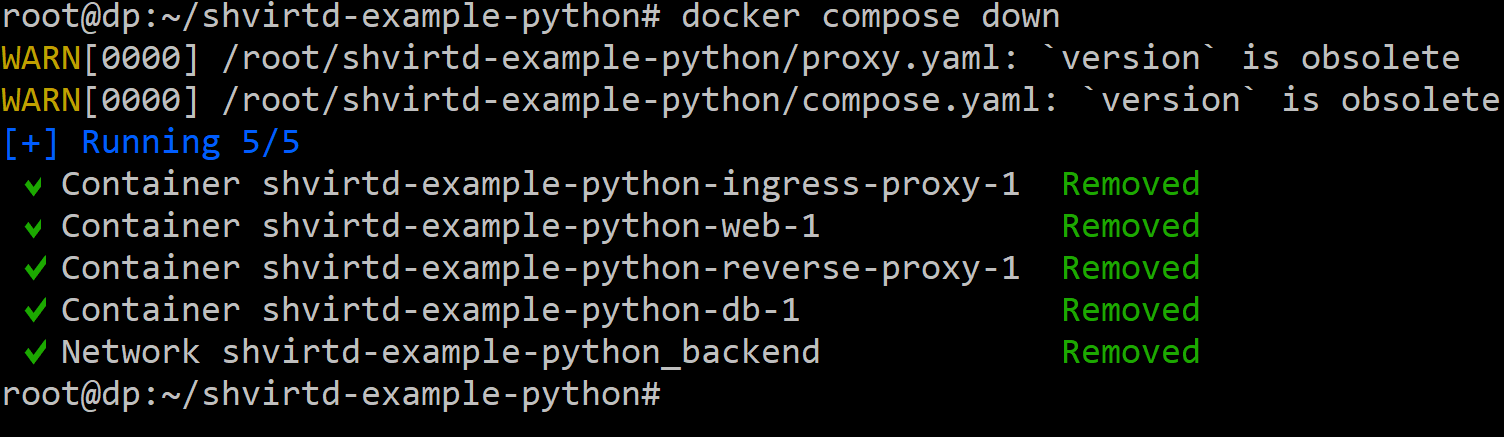 root@dp:~/shvirtd-example-python# docker compose down
WARN[0000] /root/shvirtd-example-python/proxy.yaml: `version` is obsolete
WARN[0000] /root/shvirtd-example-python/compose.yaml: `version` is obsolete
[+] Running 5/5
✔ Container shvirtd-example-python-ingress-proxy-1  Removed
✔ Container shvirtd-example-python-web-1  Removed
✔ Container shvirtd-example-python-reverse-proxy-1  Removed
✔ Container shvirtd-example-python-db-1  Removed
✔ Network shvirtd-example-python_backend  Removed
root@dp:~/shvirtd-example-python#